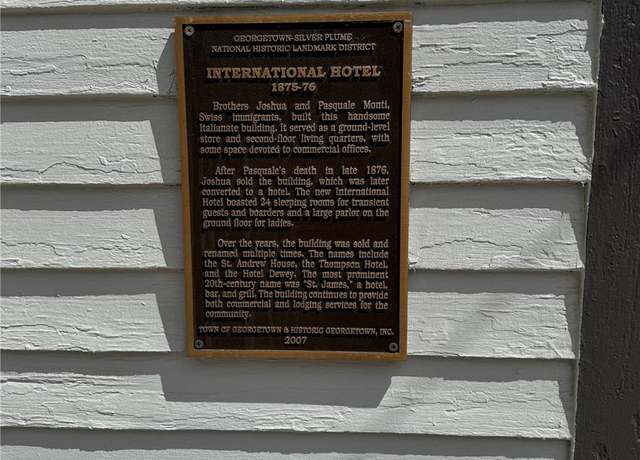 GEORGETOWN-SILVER PLUME
NATIONAL HISTORIC LANDMARK DISTRICT
INTERNATIONAL HOTEL
1875-76
Brothers Joshua and Pasquale Monti,
Swiss immigrants, built this handsome
Italianate building. It served as a ground-level
store and second-floor living quarters, with
some space devoted to commercial offices.
After Pasquale's death in late 1876,
Joshua sold the building, which was later
converted to a hotel. The new International
Hotel boasted 24 sleeping rooms for transient
guests and boarders and a large parlor on the
ground floor for ladies.
Over the years, the building was sold and
renamed multiple times. The names include
the St. Andrew House, the Thompson Hotel,
and the Hotel Dewey. The most prominent
20th-century name was "St. James," a hotel,
bar, and grill. The building continues to provide
both commercial and lodging services for the
community.
TOWN OF GEORGETOWN & HISTORIC GEORGETOWN, INC.
2007